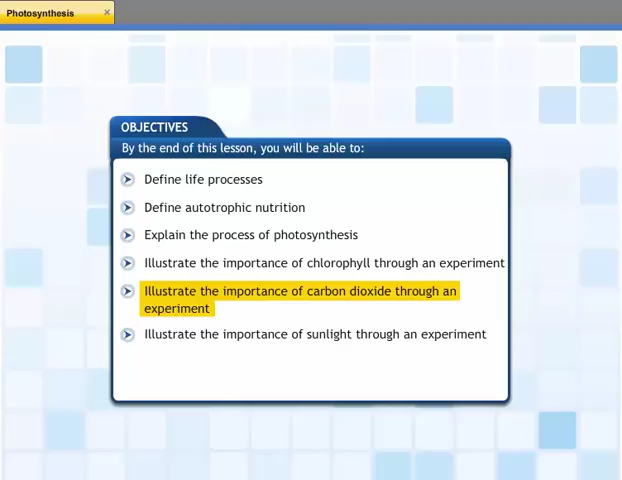 Photosynthesis
OBJECTIVES
By the end of this lesson, you will be able to:
Define life processes
Define autotrophic nutrition
Explain the process of photosynthesis
Illustrate the importance of chlorophyll through an experiment
Illustrate the importance of carbon dioxide through an
experiment
Illustrate the importance of sunlight through an experiment